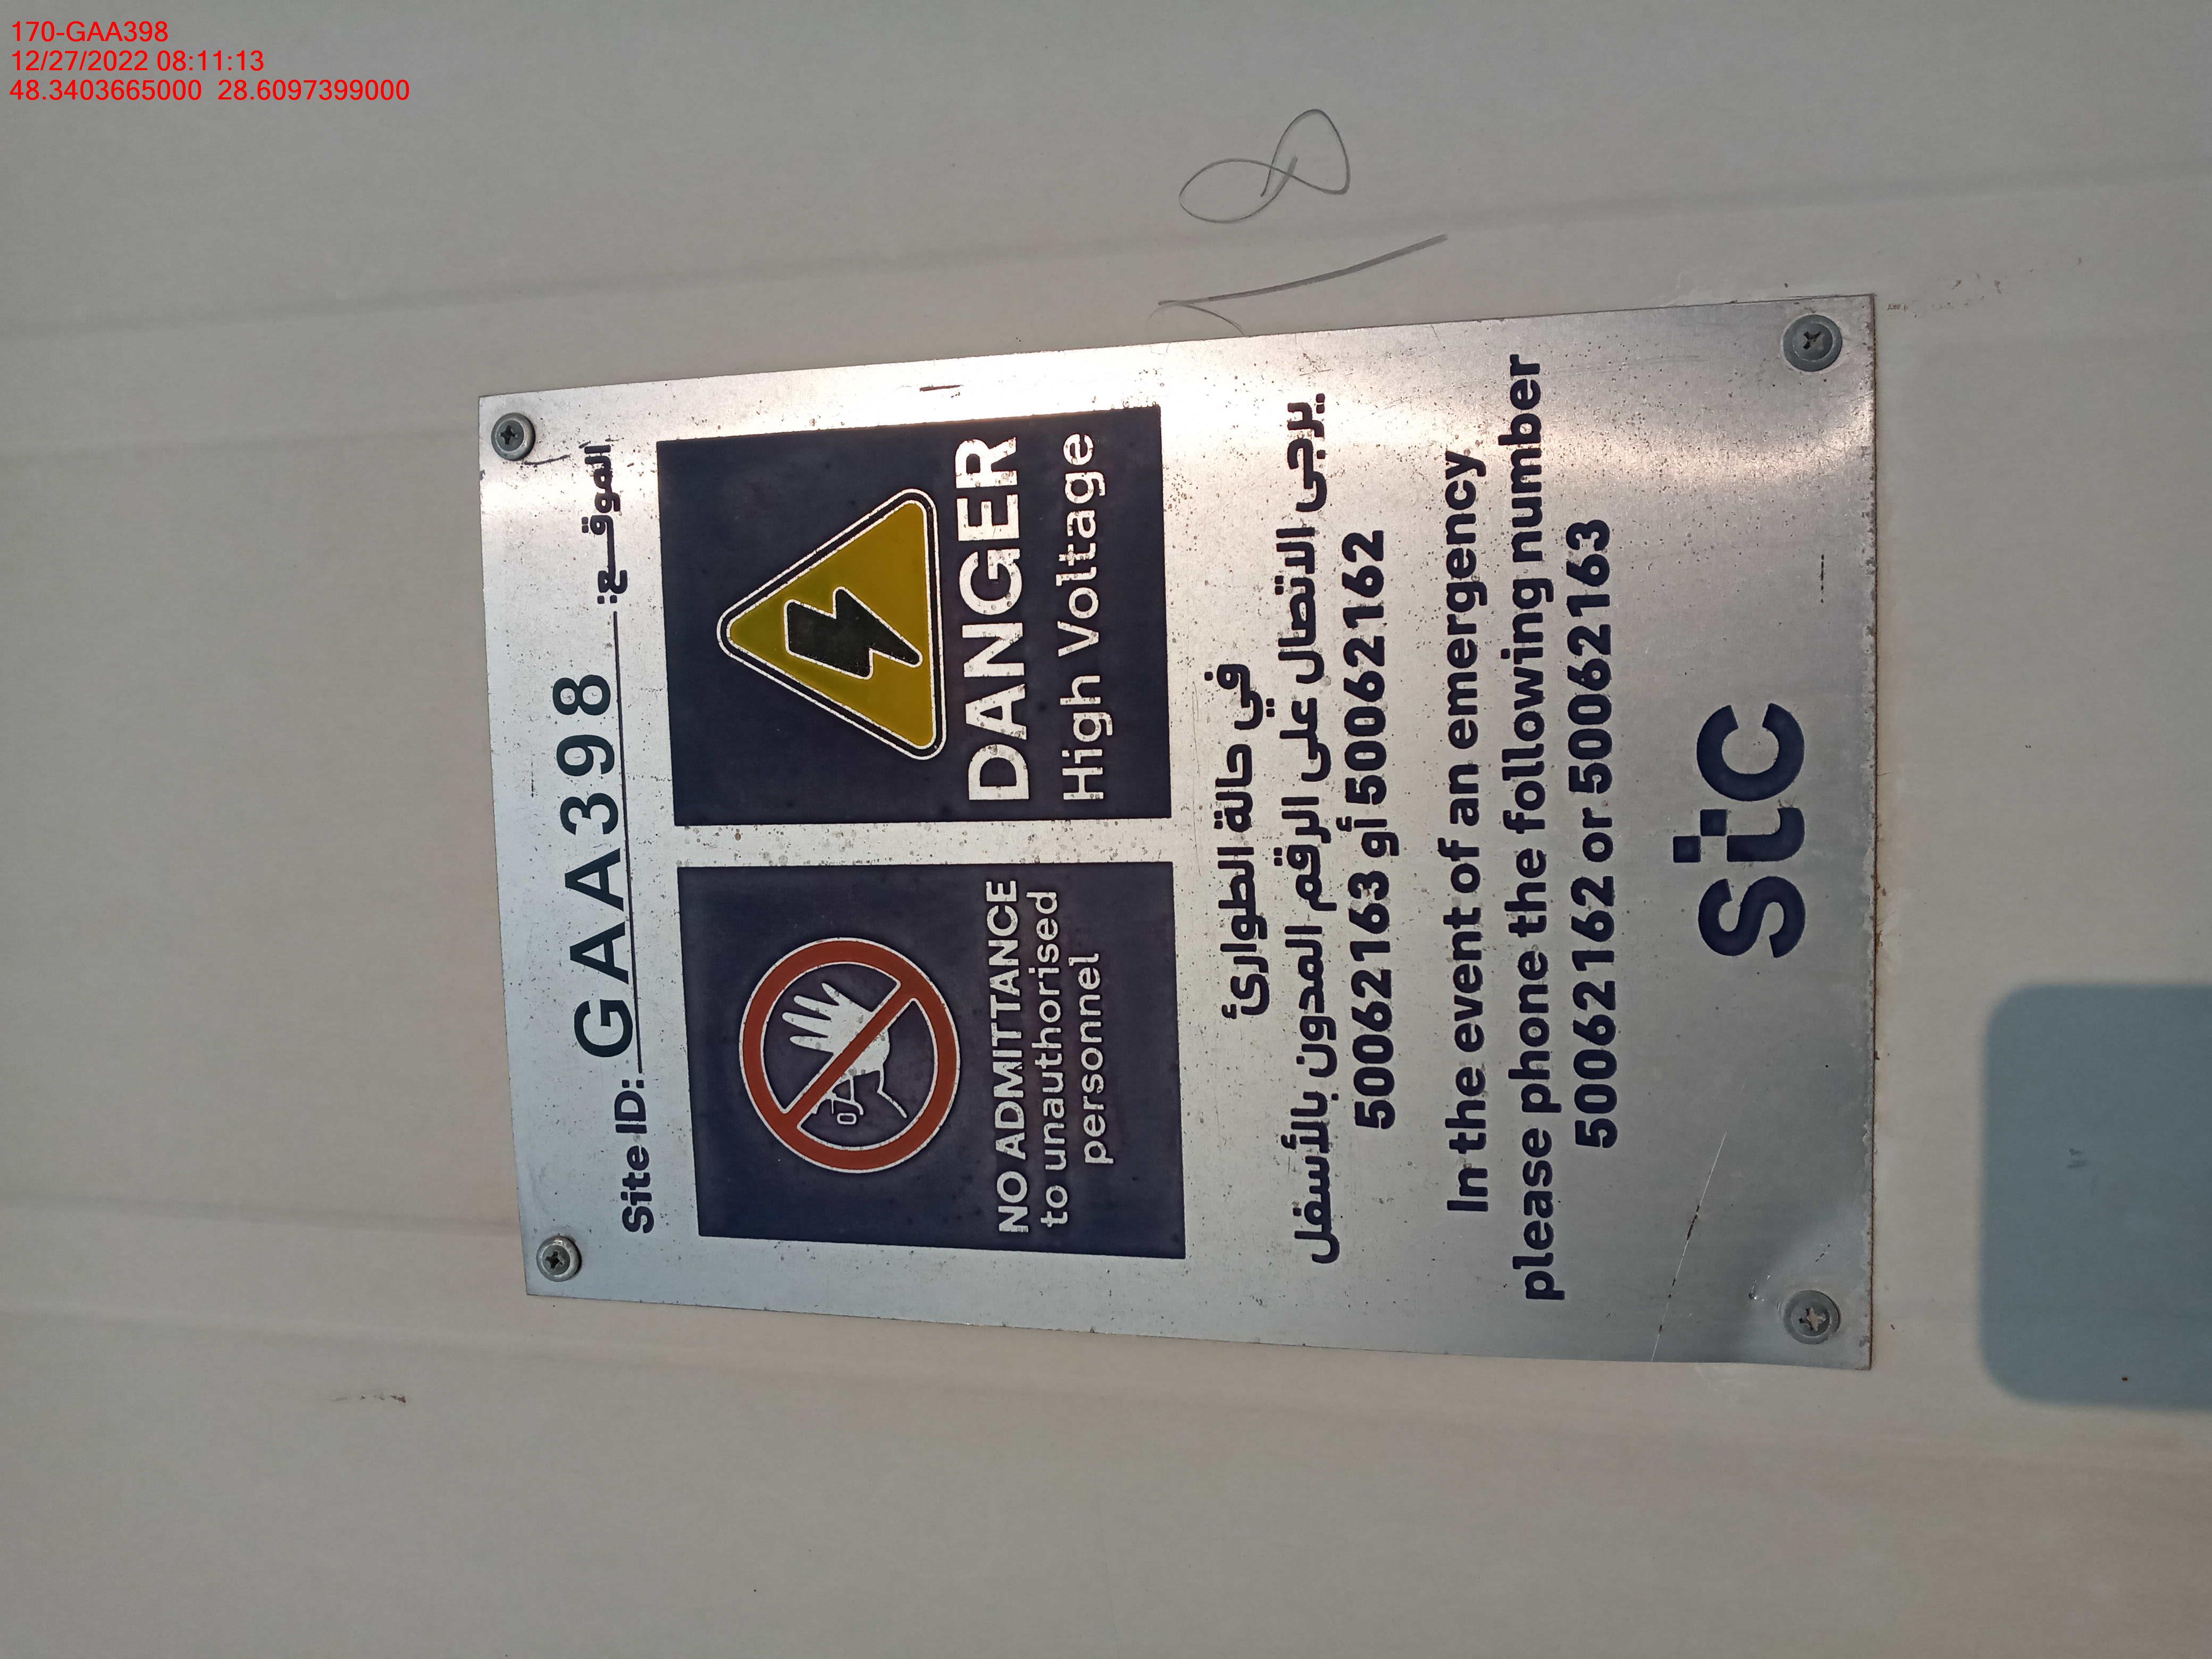 170-GAA398
12/27/2022 08:11:13
48.3403665000 28.6097399000
Site ID: GAA398 الموقع:
NO ADMITTANCE
to unauthorised
personnel
DANGER
High Voltage
في حالة الطوارئ
يرجى الاتصال على الرقم المدون بالأسفل
50062163 أو 50062162
In the event of an emergency
please phone the following number
50062162 or 50062163
stc